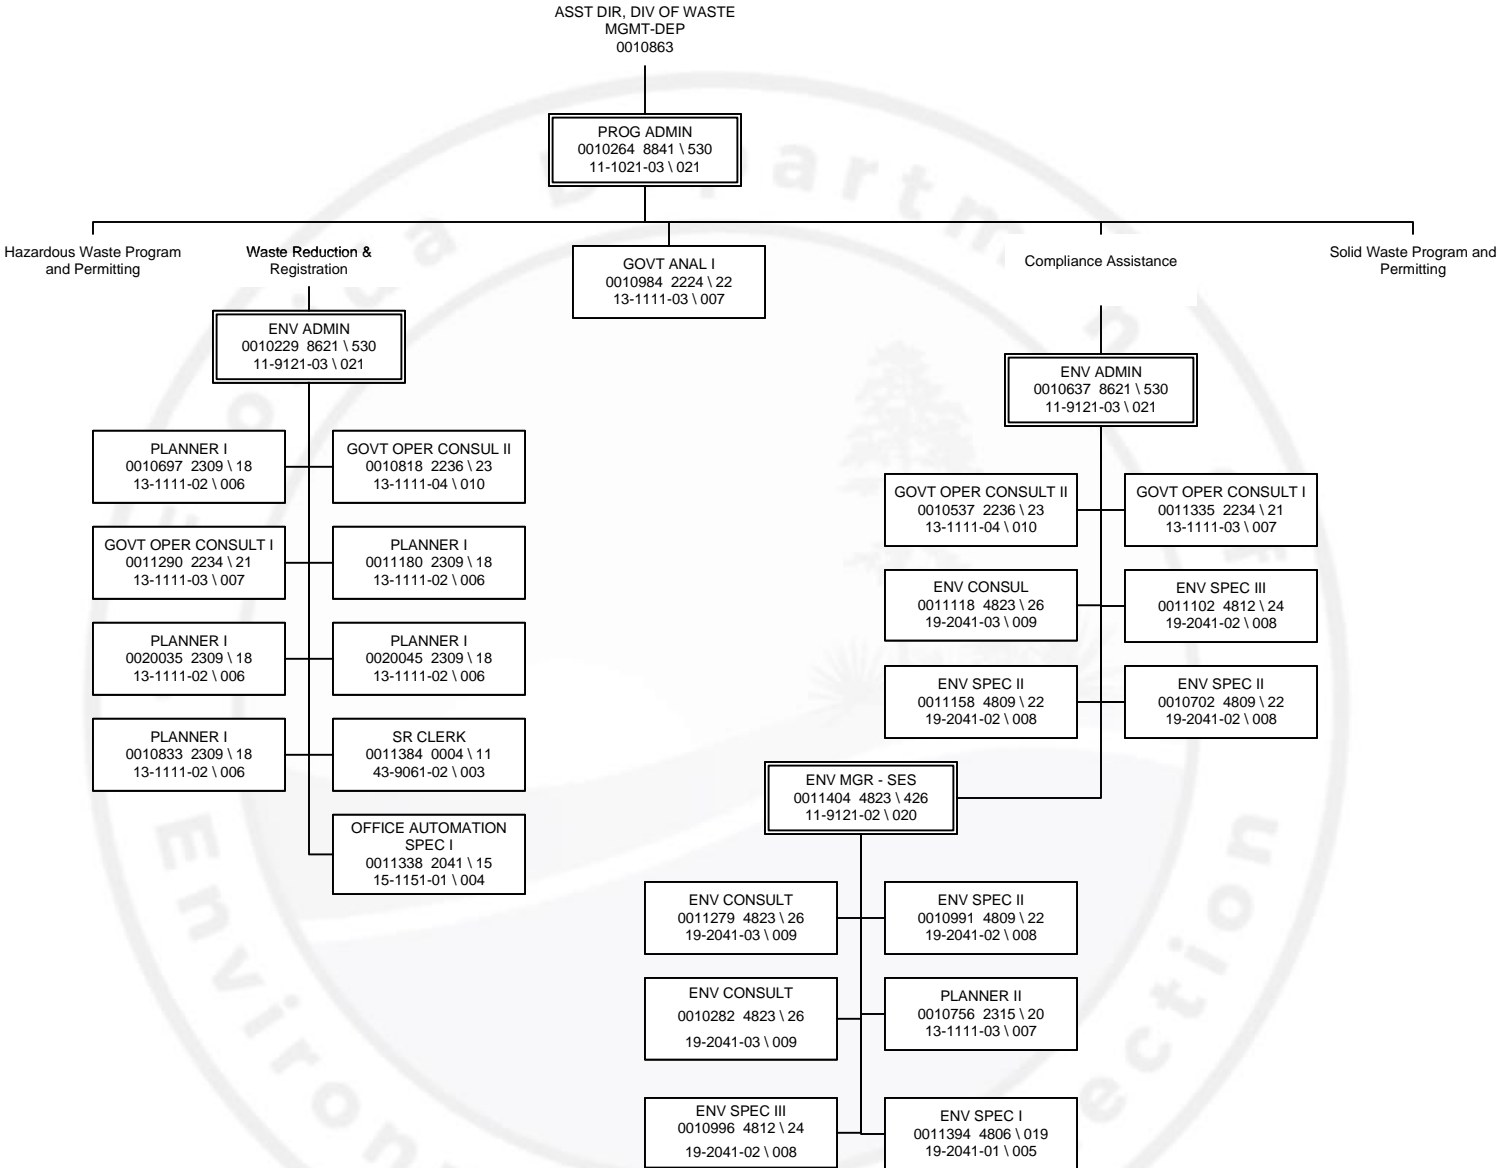 ASST DIR, DIV OF WASTE
MGMT-DEP
0010863
PROG ADMIN
0010264 8841 \ 530
11-1021-03 \ 021
Hazardous Waste Program
and Permitting
Waste Reduction &
Registration
GOVT ANAL I
0010984 2224 \ 22
13-1111-03 \ 007
Compliance Assistance
Solid Waste Program and
Permitting
ENV ADMIN
0010229 8621 \ 530
11-9121-03 \ 021
PLANNER I
0010697 2309 \ 18
13-1111-02 \ 006
GOVT OPER CONSUL II
0010818 2236 \ 23
13-1111-04 \ 010
GOVT OPER CONSULT I
0011290 2234 \ 21
13-1111-03 \ 007
PLANNER I
0011180 2309 \ 18
13-1111-02 \ 006
PLANNER I
0020035 2309 \ 18
13-1111-02 \ 006
PLANNER I
0020045 2309 \ 18
13-1111-02 \ 006
PLANNER I
0010833 2309 \ 18
13-1111-02 \ 006
SR CLERK
0011384 0004 \ 11
43-9061-02 \ 003
OFFICE AUTOMATION
SPEC I
0011338 2041 \ 15
15-1151-01 \ 004
ENV ADMIN
0010637 8621 \ 530
11-9121-03 \ 021
GOVT OPER CONSULT II
0010537 2236 \ 23
13-1111-04 \ 010
GOVT OPER CONSULT I
0011335 2234 \ 21
13-1111-03 \ 007
ENV CONSUL
0011118 4823 \ 26
19-2041-03 \ 009
ENV SPEC III
0011102 4812 \ 24
19-2041-02 \ 008
ENV SPEC II
0011158 4809 \ 22
19-2041-02 \ 008
ENV SPEC II
0010702 4809 \ 22
19-2041-02 \ 008
ENV MGR - SES
0011404 4823 \ 426
11-9121-02 \ 020
ENV CONSULT
0011279 4823 \ 26
19-2041-03 \ 009
ENV SPEC II
0010991 4809 \ 22
19-2041-02 \ 008
ENV CONSULT
0010282 4823 \ 26
19-2041-03 \ 009
PLANNER II
0010756 2315 \ 20
13-1111-03 \ 007
ENV SPEC III
0010996 4812 \ 24
19-2041-02 \ 008
ENV SPEC I
0011394 4806 \ 019
19-2041-01 \ 005